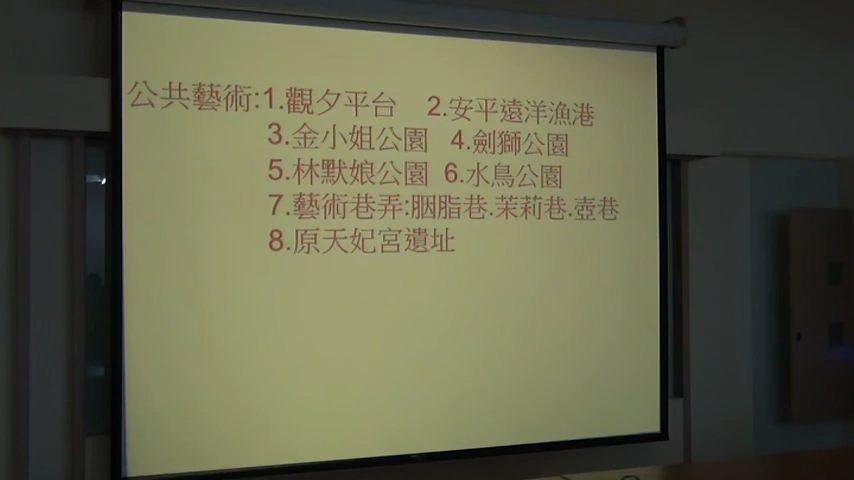 公共藝術:1.觀夕平台 2.安平遠洋漁港
3.金小姐公園 4.劍獅公園
5.林默娘公園 6.水鳥公園
7.藝術巷弄:胭脂巷.茉莉巷.壺巷
8.原天妃宮遺址